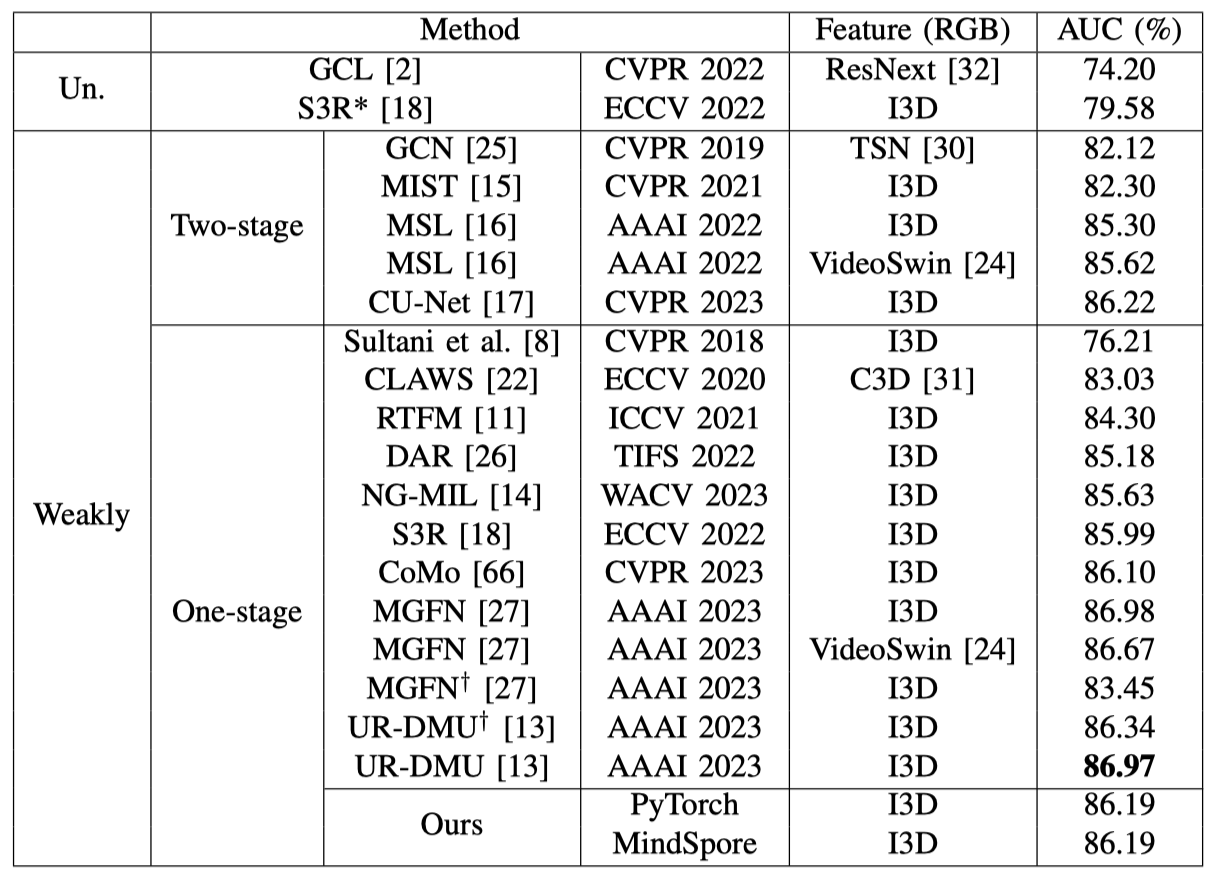 Method Feature (RGB) AUC (%)
Un. GCL [2] CVPR 2022 ResNext [32] 74.20
S3R* [18] ECCV 2022 I3D 79.58
Weakly Two-stage GCN [25] CVPR 2019 TSN [30] 82.12
MIST [15] CVPR 2021 I3D 82.30
MSL [16] AAAI 2022 I3D 85.30
MSL [16] AAAI 2022 VideoSwin [24] 85.62
CU-Net [17] CVPR 2023 I3D 86.22
One-stage Sultani et al. [8] CVPR 2018 I3D 76.21
CLAWS [22] ECCV 2020 C3D [31] 83.03
RTFM [11] ICCV 2021 I3D 84.30
DAR [26] TIFS 2022 I3D 85.18
NG-MIL [14] WACV 2023 I3D 85.63
S3R [18] ECCV 2022 I3D 85.99
CoMo [66] CVPR 2023 I3D 86.10
MGFN [27] AAAI 2023 I3D 86.98
MGFN [27] AAAI 2023 VideoSwin [24] 86.67
MGFN† [27] AAAI 2023 I3D 83.45
UR-DMU† [13] AAAI 2023 I3D 86.34
UR-DMU [13] AAAI 2023 I3D 86.97
Ours PyTorch I3D 86.19
MindSpore I3D 86.19